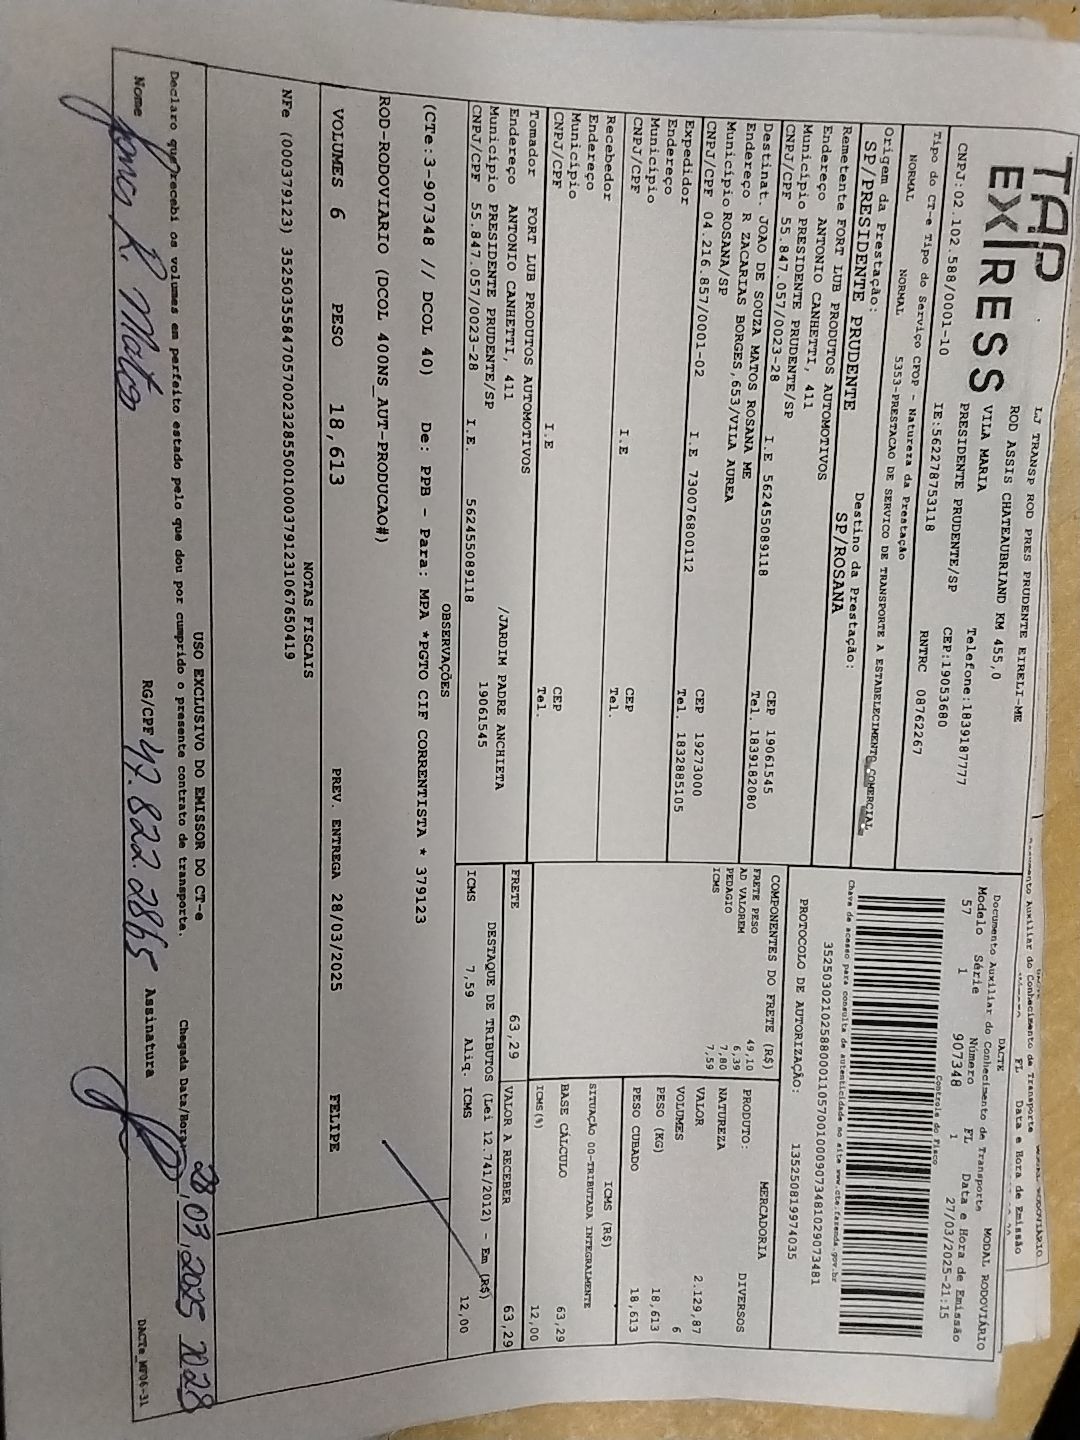 TAP
EXPRESS
LJ TRANSP ROD PRES PRUDENTE EIRELI-ME
ROD ASSIS CHATEAUBRIAND KM 455,0
VILA MARIA
PRESIDENTE PRUDENTE/SP
Telefone:1839187777
CEP:19053680
CNPJ:02.102.588/0001-10
IE:562278753118
RNTRC 08762267
Tipo do CT-e Tipo do Serviço CFOP - Natureza da Prestação
NORMAL NORMAL 5353-PRESTACAO DE SERVICO DE TRANSPORTE A ESTABELECIMENTO COMERCIAL
Origem da Prestação: Destino da Prestação:
SP/PRESIDENTE PRUDENTE SP/ROSANA
Remetente FORT LUB PRODUTOS AUTOMOTIVOS
Endereço ANTONIO CANHETTI, 411
Município PRESIDENTE PRUDENTE/SP CEP 19061545
CNPJ/CPF 55.847.057/0023-28 I.E 562455089118 Tel. 1839182080
Destinat. JOAO DE SOUZA MATOS ROSANA ME
Endereço R ZACARIAS BORGES,653/VILA AUREA
Município ROSANA/SP CEP 19273000
CNPJ/CPF 04.216.857/0001-02 I.E 730076800112 Tel. 1832885105
Expedidor
Endereço
Município CEP
CNPJ/CPF I.E Tel.
Recebedor
Endereço
Município CEP
CNPJ/CPF I.E Tel.
Tomador FORT LUB PRODUTOS AUTOMOTIVOS
Endereço ANTONIO CANHETTI, 411 /JARDIM PADRE ANCHIETA
Município PRESIDENTE PRUDENTE/SP 19061545
CNPJ/CPF 55.847.057/0023-28 I.E. 562455089118
DACTE
Documento Auxiliar do Conhecimento de Transporte MODAL RODOVIÁRIO
Modelo Série Número FL Data e Hora de Emissão
57 1 907348 1 27/03/2025-21:15
Controle do Fisco
Chave de acesso para consulta de autenticidade no site www.cte.fazenda.gov.br
35250302102588000110570010009073481029073481
PROTOCOLO DE AUTORIZAÇÃO: 135250819974035
COMPONENTES DO FRETE (R$)
FRETE PESO 49,10
AD VALOREM 6,39
PEDAGIO 7,80
ICMS 7,59
MERCADORIA
PRODUTO: DIVERSOS
NATUREZA
VALOR 2.129,87
VOLUMES 6
PESO (KG) 18,613
PESO CUBADO 18,613
ICMS (R$)
SITUAÇÃO 00-TRIBUTADA INTEGRALMENTE
BASE CÁLCULO 63,29
ICMS(%) 12,00
FRETE 63,29 VALOR A RECEBER 63,29
DESTAQUE DE TRIBUTOS (Lei 12.741/2012) - Em (R$)
ICMS 7,59 Aliq. ICMS 12,00
OBSERVAÇÕES
(CTe:3-907348 // DCOL 40) De: PPB - Para: MPA *PGTO CIF CORRENTISTA * 379123
ROD-RODOVIARIO (DCOL 400NS_AUT-PRODUCAO#)
VOLUMES 6 PESO 18,613 PREV. ENTREGA 28/03/2025 FELIPE
NOTAS FISCAIS
NFe (000379123) 35250355847057002328550010003791231067650419
USO EXCLUSIVO DO EMISSOR DO CT-e
Declaro que recebi os volumes em perfeito estado pelo que dou por cumprido o presente contrato de transporte.
Chegada Data/Hora 28,03,2025 10:28
Nome R. Matos RG/CPF 47.822.286 Assinatura
DACTe_MF06-31